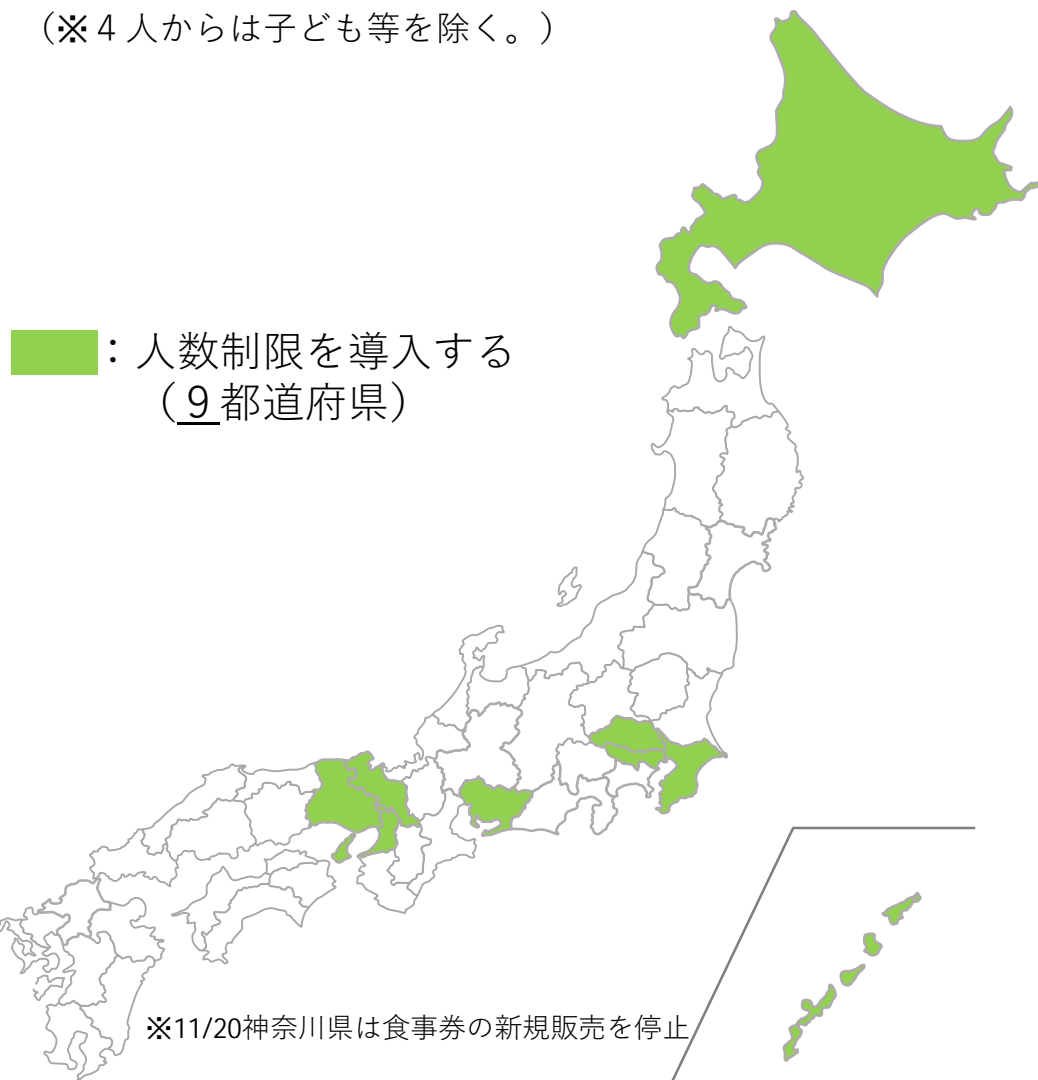 （※４人からは子ども等を除く。）
：人数制限を導入する
（９都道府県）
※11/20神奈川県は食事券の新規販売を停止